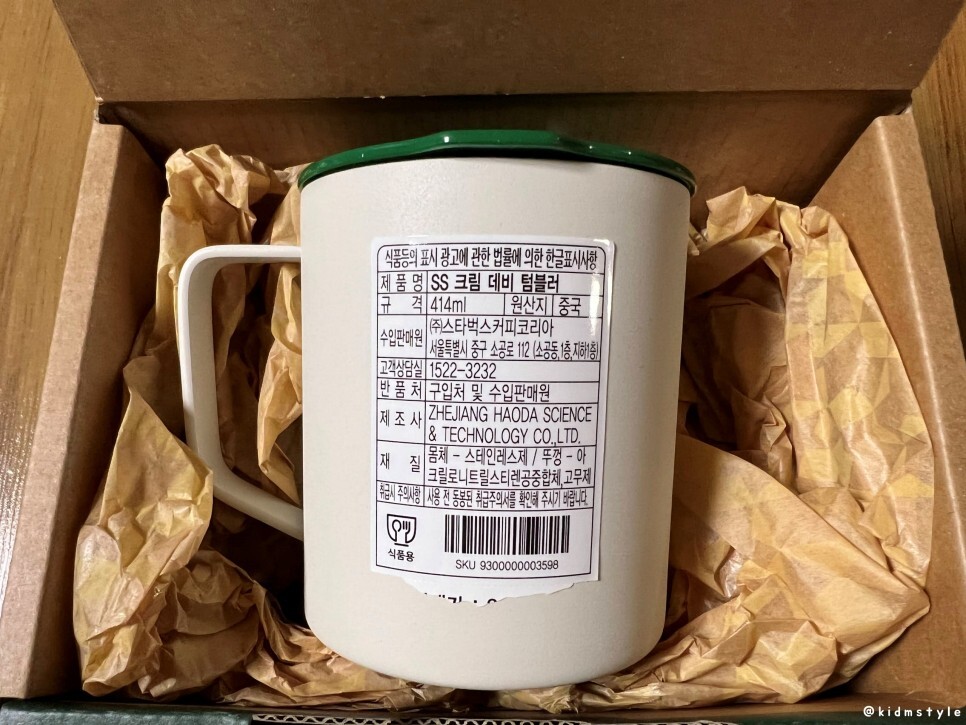 식품등의 표시 광고에 관한 법률에 의한 한글표시사항
제 품 명 SS 크림 데비 텀블러
규 격 414ml 원산지 중국
수입판매원 ㈜스타벅스커피코리아
서울특별시 중구 소공로 112 (소공동,1층,지하1층)
고객상담실 1522-3232
반 품 처 구입처 및 수입판매원
제 조 사 ZHEJIANG HAODA SCIENCE
& TECHNOLOGY CO.,LTD.
재 질 몸체 - 스테인레스제 / 뚜껑 - 아
크릴로니트릴스티렌공중합체,고무제
취급시 주의사항 사용 전 동봉된 취급주의서를 확인해 주시기 바랍니다.
식품용
SKU 9300000003598
@kidmstyle